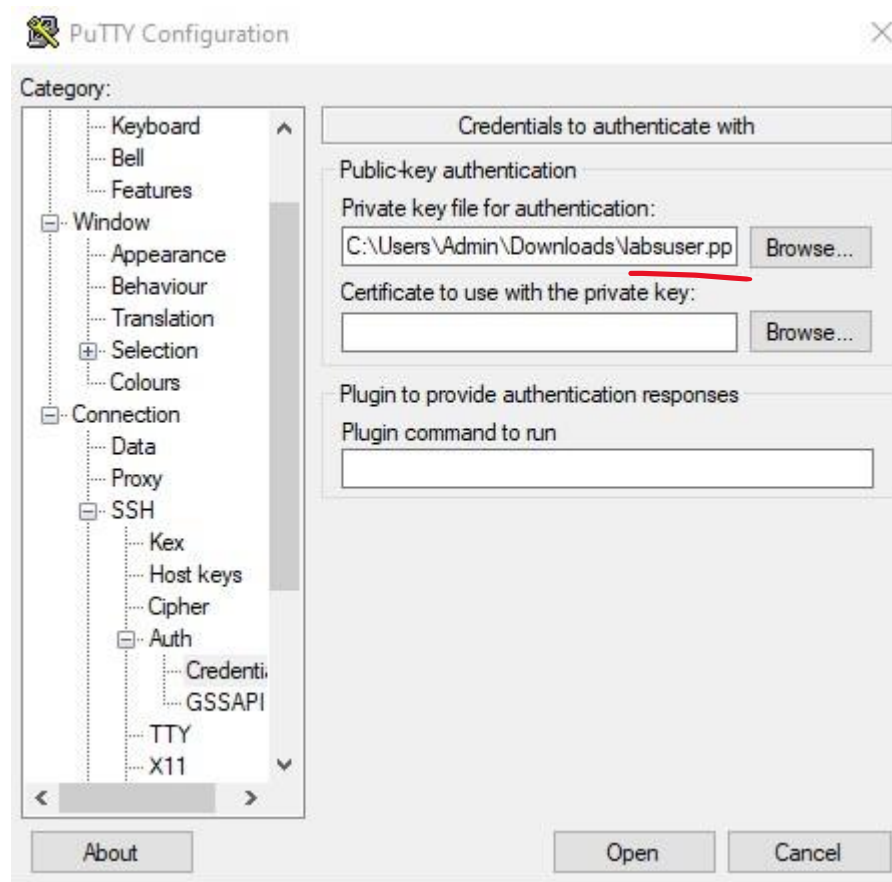 PuTTY Configuration
Category:
Keyboard
Bell
Features
Window
Appearance
Behaviour
Translation
Selection
Colours
Connection
Data
Proxy
SSH
Kex
Host keys
Cipher
Auth
Credenti
GSSAPI
TTY
X11
Credentials to authenticate with
Public-key authentication
Private key file for authentication:
C:\Users\Admin\Downloads\labsuser.pp
Browse...
Certificate to use with the private key:
Browse...
Plugin to provide authentication responses
Plugin command to run
About
Open
Cancel